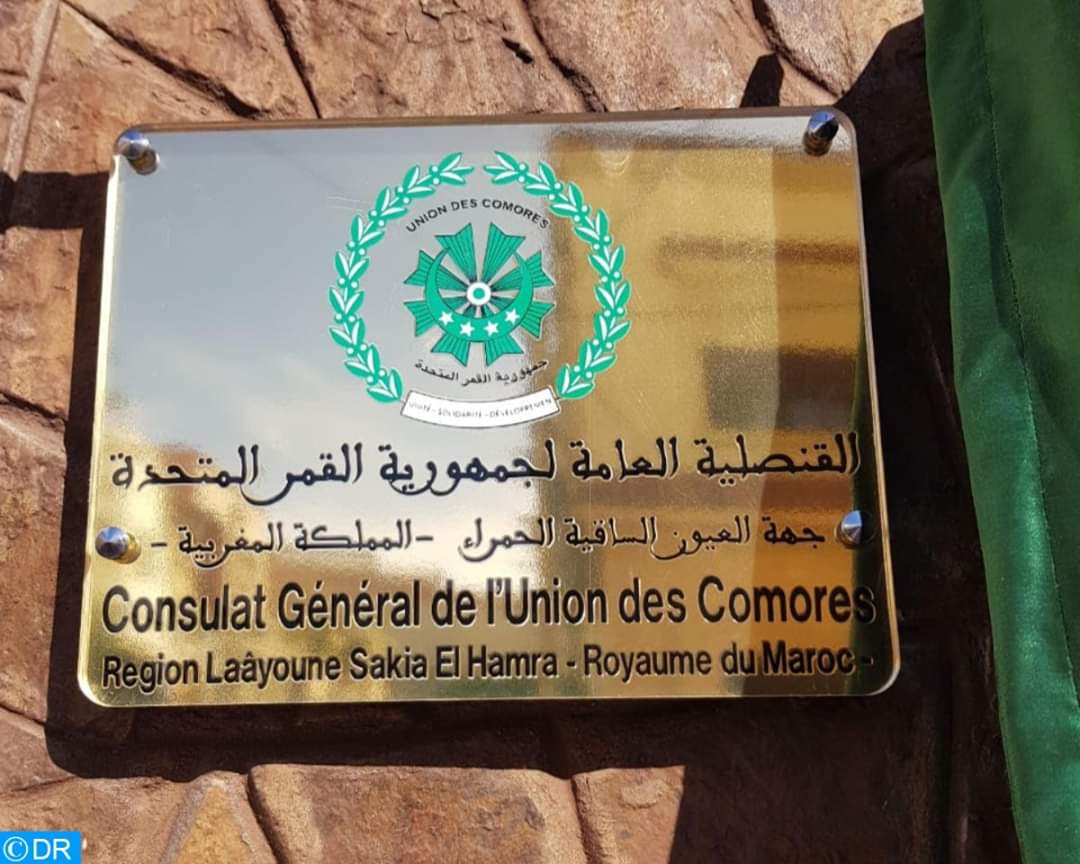 UNION DES COMORES
جمهورية القمر المتحدة
UNITÉ - SOLIDARITÉ - DÉVELOPPEMEN
القنصلية العامة لجمهورية القمر المتحدة
جهة العيون الساقية الحمراء - المملكة المغربية -
Consulat Général de l'Union des Comores
Region Laâyoune Sakia El Hamra - Royaume du Maroc -
© DR